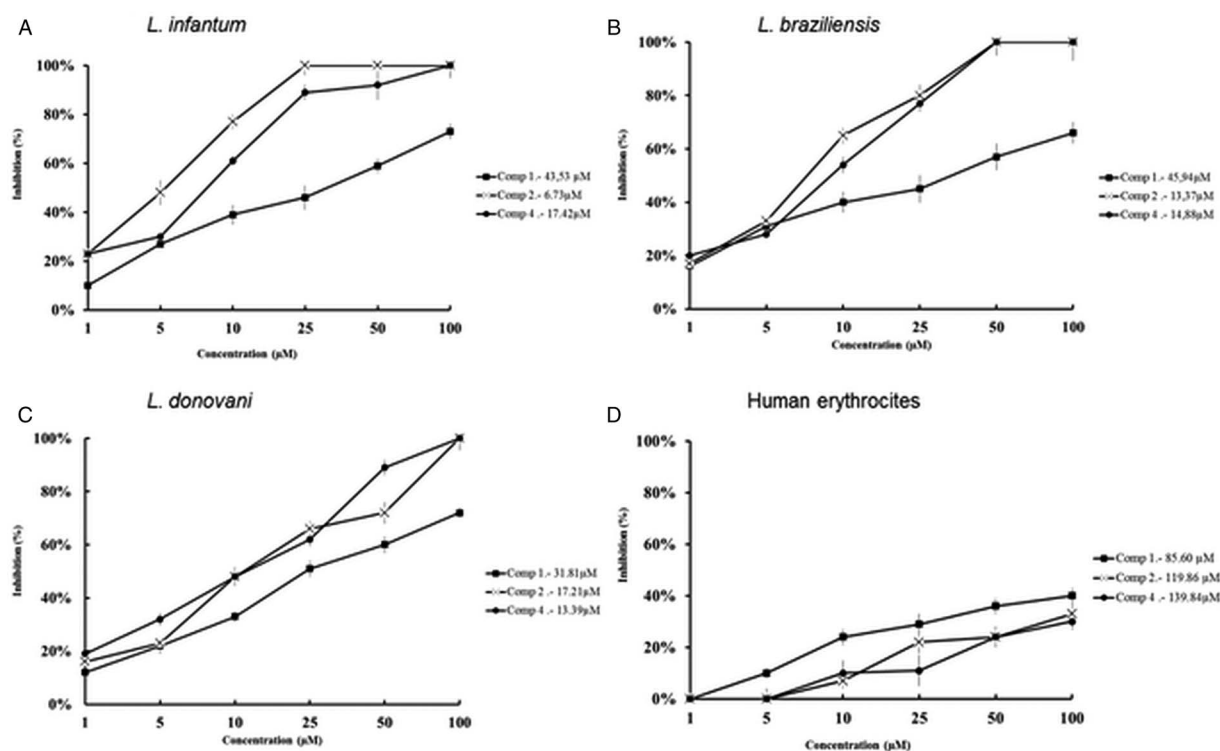 A
L. infantum
100%
80%
60%
40%
20%
0%
Inhibition (%)
1 5 10 25 50 100
Concentration (µM)
Comp 1.- 43,53 µM
Comp 2.- 6.73µM
Comp 4 .- 17.42µM
B
L. braziliensis
100%
80%
60%
40%
20%
0%
Inhibition (%)
1 5 10 25 50 100
Concentration (µM)
Comp 1.- 45,94µM
Comp 2 .- 13,37µM
Comp 4 .- 14,88µM
C
L. donovani
100%
80%
60%
40%
20%
0%
Inhibition (%)
1 5 10 25 50 100
Concentration (µM)
Comp 1.- 31.81µM
Comp 2 .- 17.21µM
Comp 4 .- 13.39µM
D
Human erythrocites
100%
80%
60%
40%
20%
0%
Inhibition (%)
1 5 10 25 50 100
Concentration (µM)
Comp 1.- 85.60 µM
Comp 2.- 119.86 µM
Comp 4 .- 139.84µM